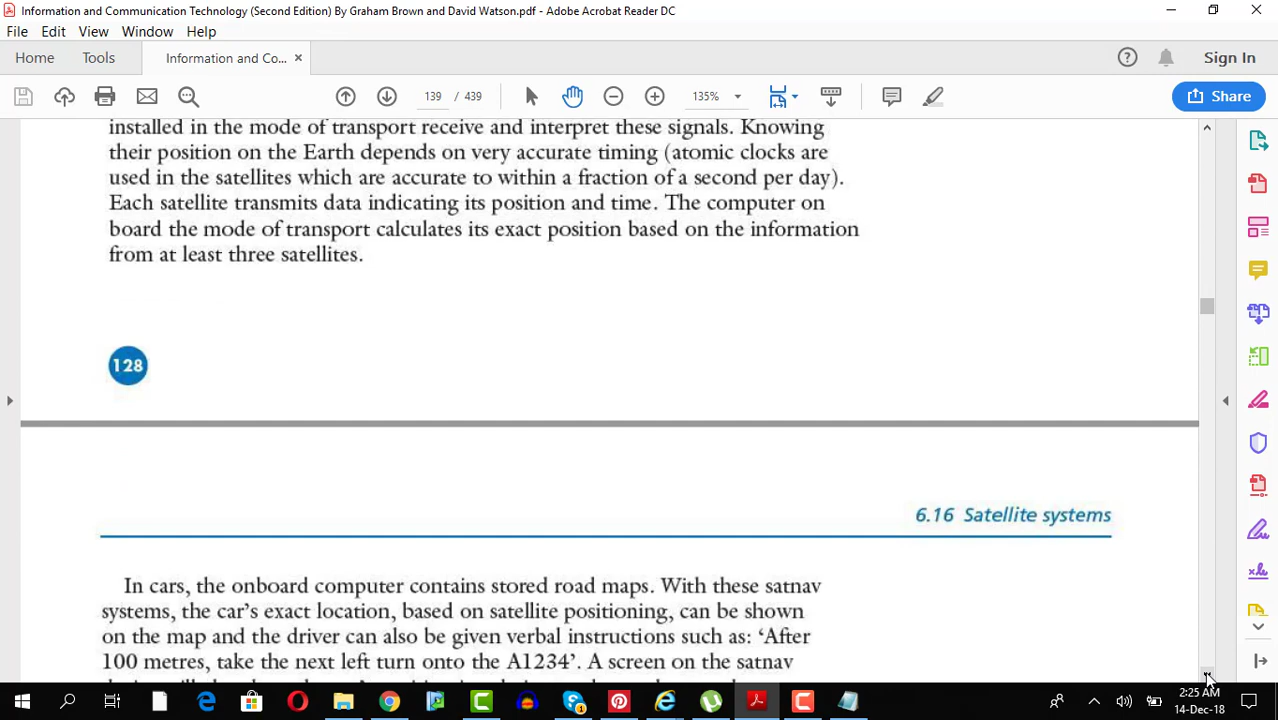 Information and Communication Technology (Second Edition) By Graham Brown and David Watson.pdf - Adobe Acrobat Reader DC
File Edit View Window Help
Home Tools Information and Co... ×
Sign In
139 / 439
135%
Share
installed in the mode of transport receive and interpret these signals. Knowing
their position on the Earth depends on very accurate timing (atomic clocks are
used in the satellites which are accurate to within a fraction of a second per day).
Each satellite transmits data indicating its position and time. The computer on
board the mode of transport calculates its exact position based on the information
from at least three satellites.
128
6.16 Satellite systems
In cars, the onboard computer contains stored road maps. With these satnav
systems, the car's exact location, based on satellite positioning, can be shown
on the map and the driver can also be given verbal instructions such as: ‘After
100 metres, take the next left turn onto the A1234’. A screen on the satnav
2:25 AM
14-Dec-18